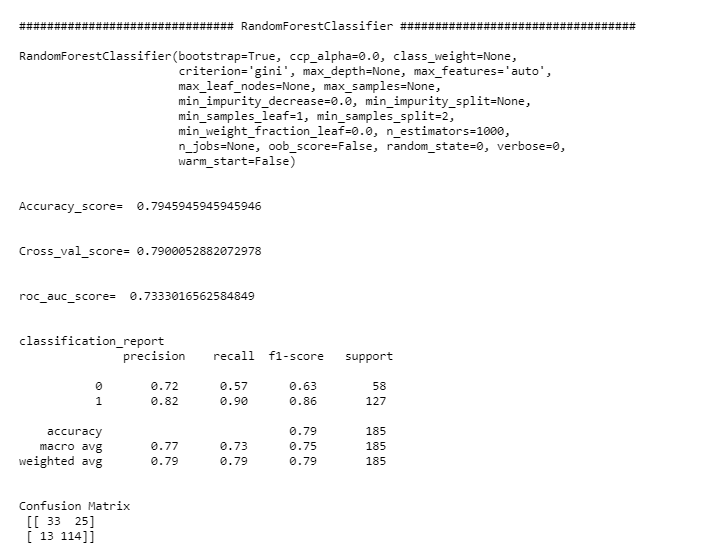 ############################### RandomForestClassifier ##################################
RandomForestClassifier(bootstrap=True, ccp_alpha=0.0, class_weight=None,
criterion='gini', max_depth=None, max_features='auto',
max_leaf_nodes=None, max_samples=None,
min_impurity_decrease=0.0, min_impurity_split=None,
min_samples_leaf=1, min_samples_split=2,
min_weight_fraction_leaf=0.0, n_estimators=1000,
n_jobs=None, oob_score=False, random_state=0, verbose=0,
warm_start=False)
Accuracy_score= 0.7945945945945946
Cross_val_score= 0.7900052882072978
roc_auc_score= 0.7333016562584849
classification_report
precision recall f1-score support
0 0.72 0.57 0.63 58
1 0.82 0.90 0.86 127
accuracy 0.79 185
macro avg 0.77 0.73 0.75 185
weighted avg 0.79 0.79 0.79 185
Confusion Matrix
[[ 33 25]
[ 13 114]]